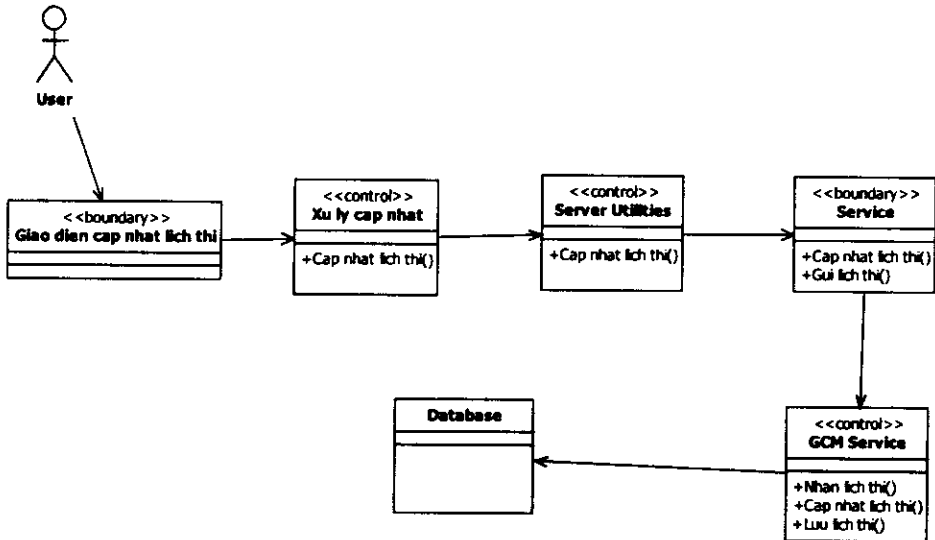 User
<<boundary>>
Giao dien cap nhat lich thi
<<control>>
Xu ly cap nhat
+Cap nhat lich thi()
<<control>>
Server Utilities
+Cap nhat lich thi()
<<boundary>>
Service
+Cap nhat lich thi()
+Gui lich thi()
Database
<<control>>
GCM Service
+Nhan lich thi()
+Cap nhat lich thi()
+Luu lich thi()